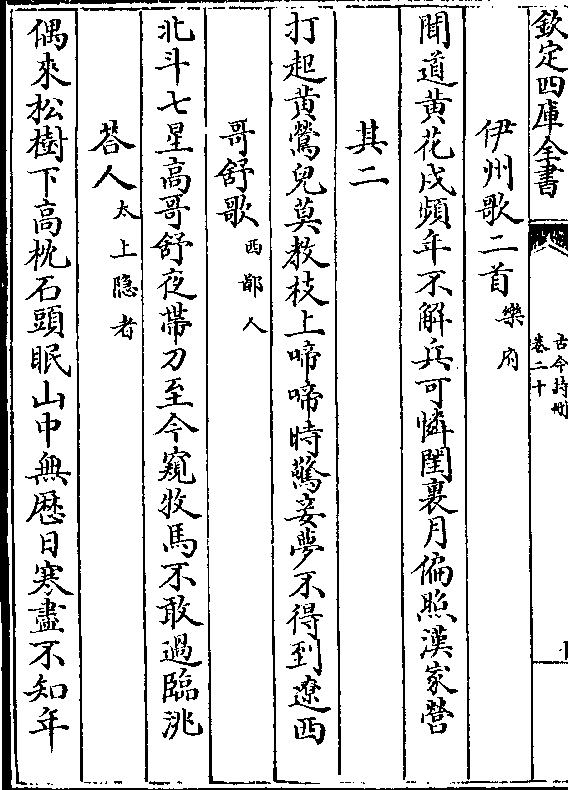 欽定四庫全書
古今詩刪
卷二十
伊州歌二首 樂府
聞道黄花戍頻年不解兵可憐閨裏月偏照漢家營
其二
打起黄鶯兒莫教枝上啼啼時驚妾夢不得到遼西
哥舒歌 西鄙人
北斗七星高哥舒夜帶刀至今窺牧馬不敢過臨洮
荅人 太上隐者
偶來松樹下高枕石頭眠山中無厯日寒盡不知年